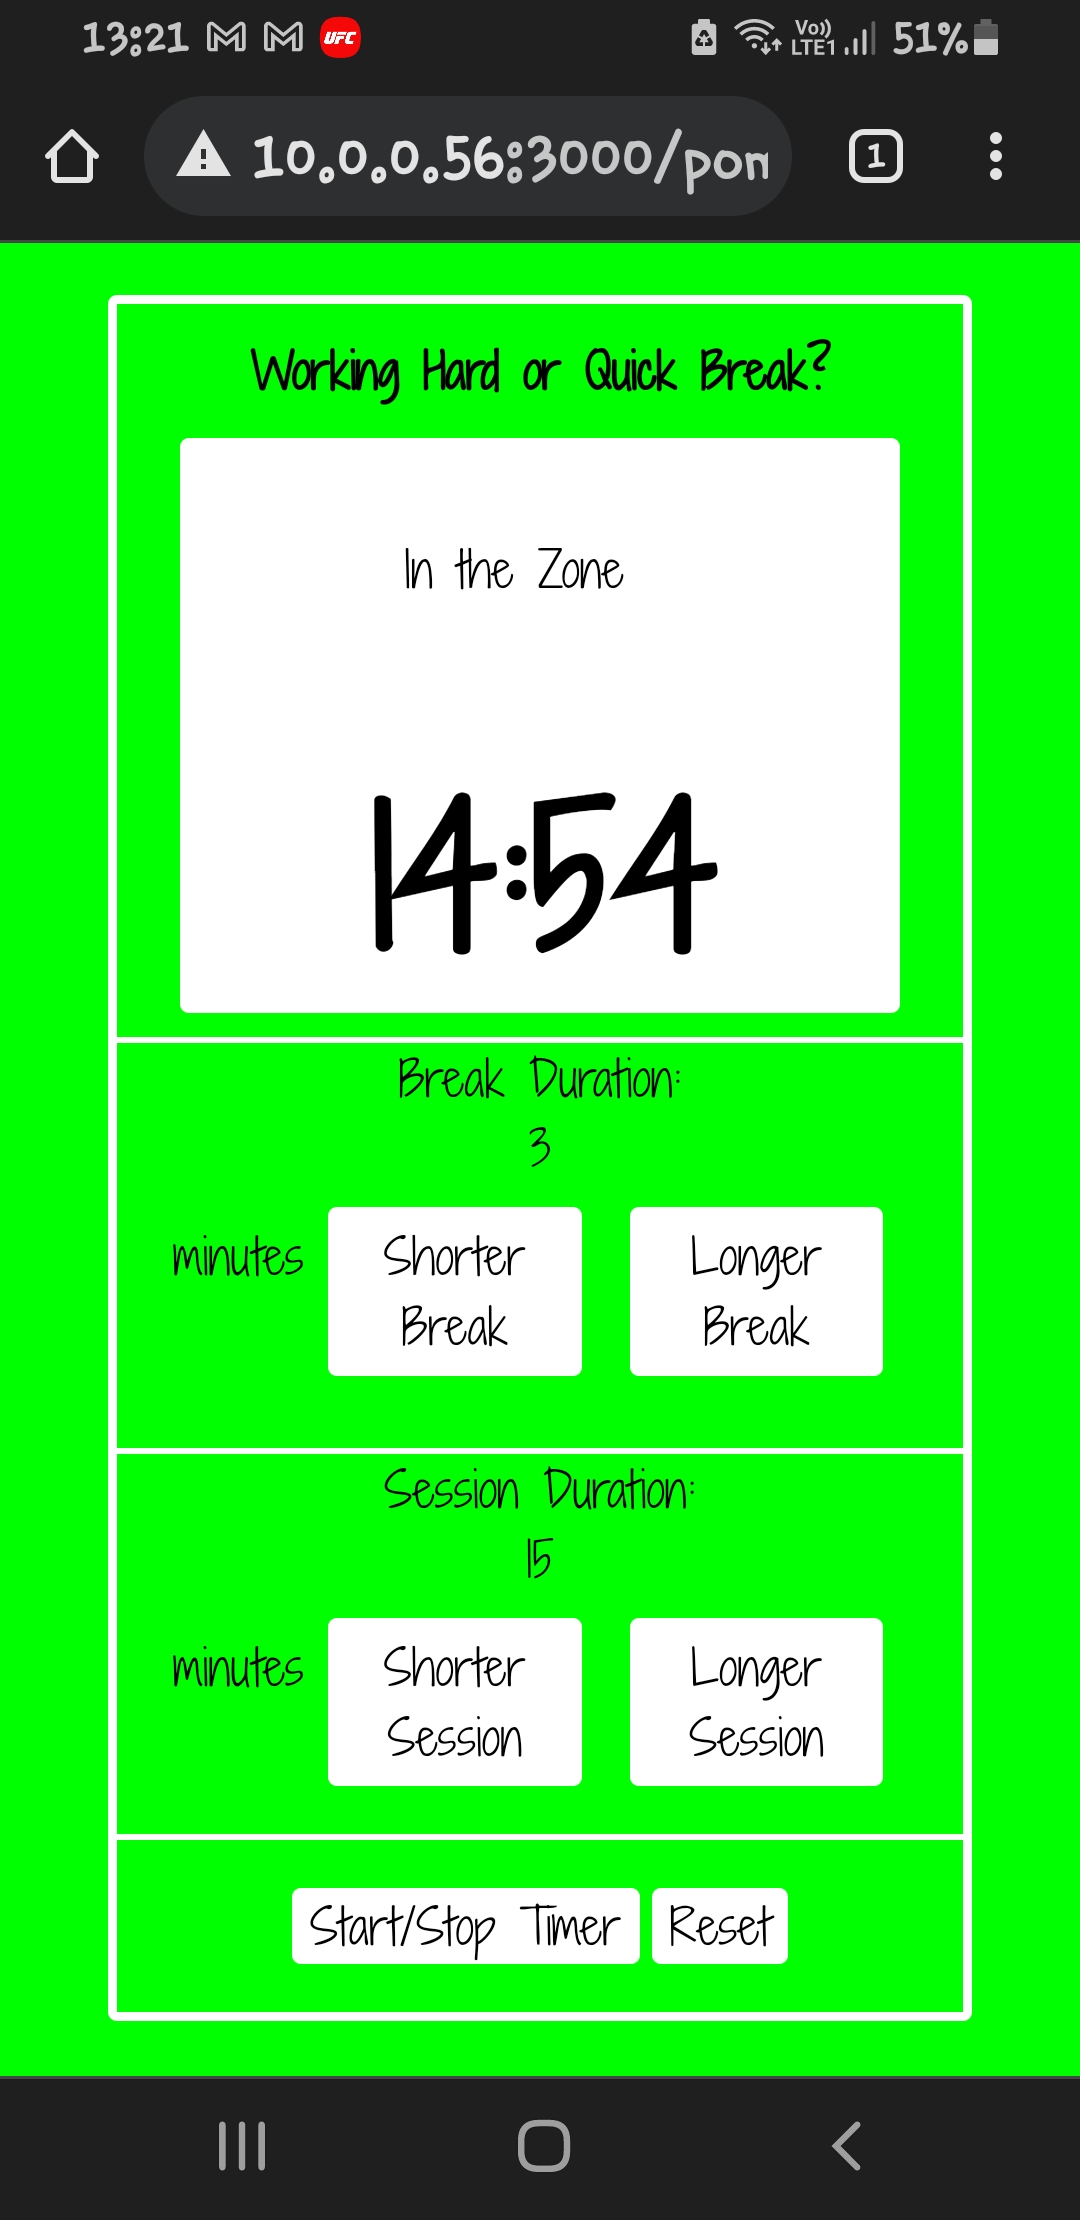 13:21 UFC Vo)) LTE1 51%
10.0.0.56:3000/pom
1
Working Hard or Quick Break?
In the Zone
14:54
Break Duration:
3
minutes
Shorter Break
Longer Break
Session Duration:
15
minutes
Shorter Session
Longer Session
Start/Stop Timer Reset